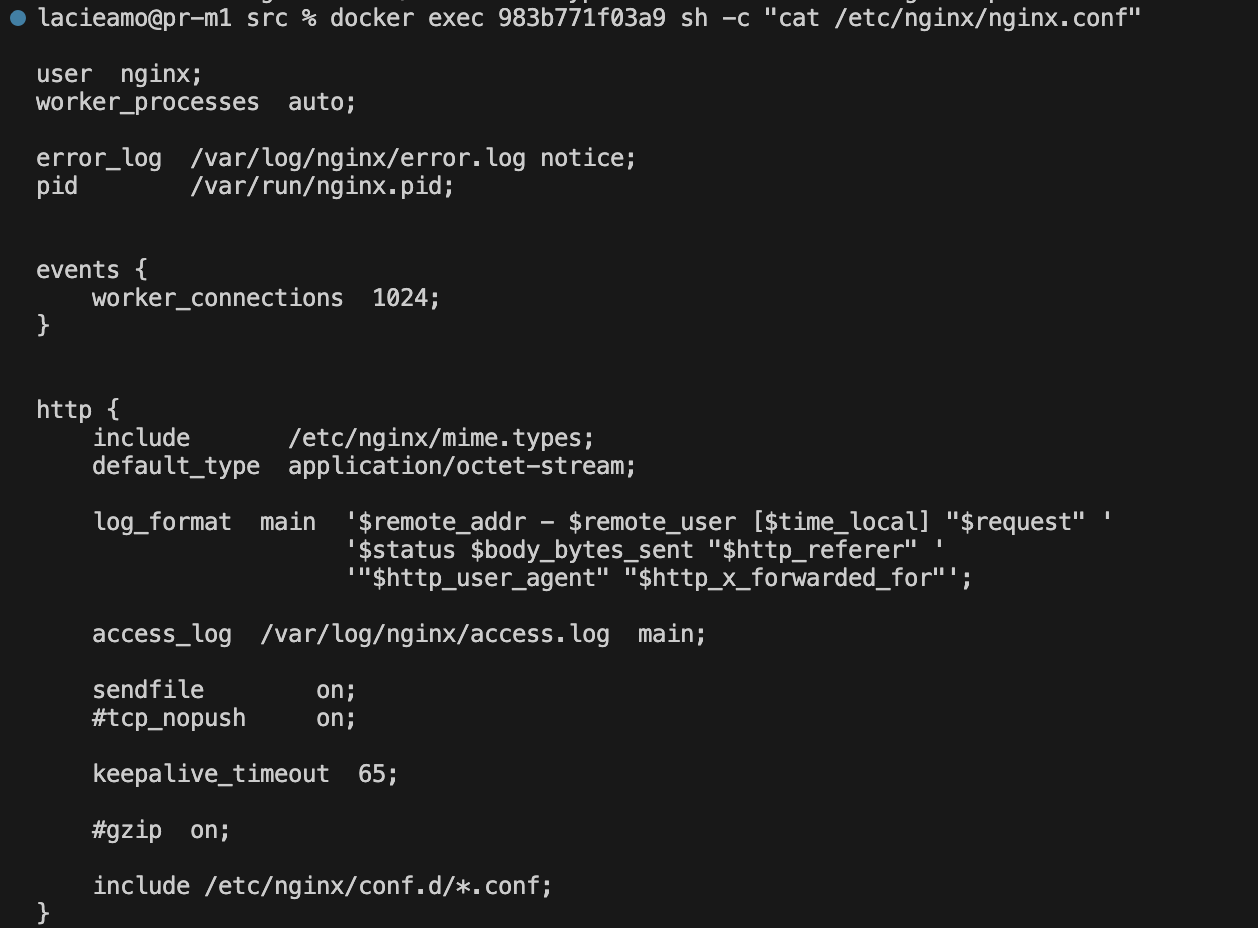 lacieamo@pr-m1 src % docker exec 983b771f03a9 sh -c "cat /etc/nginx/nginx.conf"
user  nginx;
worker_processes  auto;
error_log  /var/log/nginx/error.log notice;
pid        /var/run/nginx.pid;
events {
    worker_connections  1024;
}
http {
    include       /etc/nginx/mime.types;
    default_type  application/octet-stream;
    log_format  main  '$remote_addr - $remote_user [$time_local] "$request" '
                      '$status $body_bytes_sent "$http_referer" '
                      '"$http_user_agent" "$http_x_forwarded_for"';
    access_log  /var/log/nginx/access.log  main;
    sendfile        on;
    #tcp_nopush     on;
    keepalive_timeout  65;
    #gzip  on;
    include /etc/nginx/conf.d/*.conf;
}